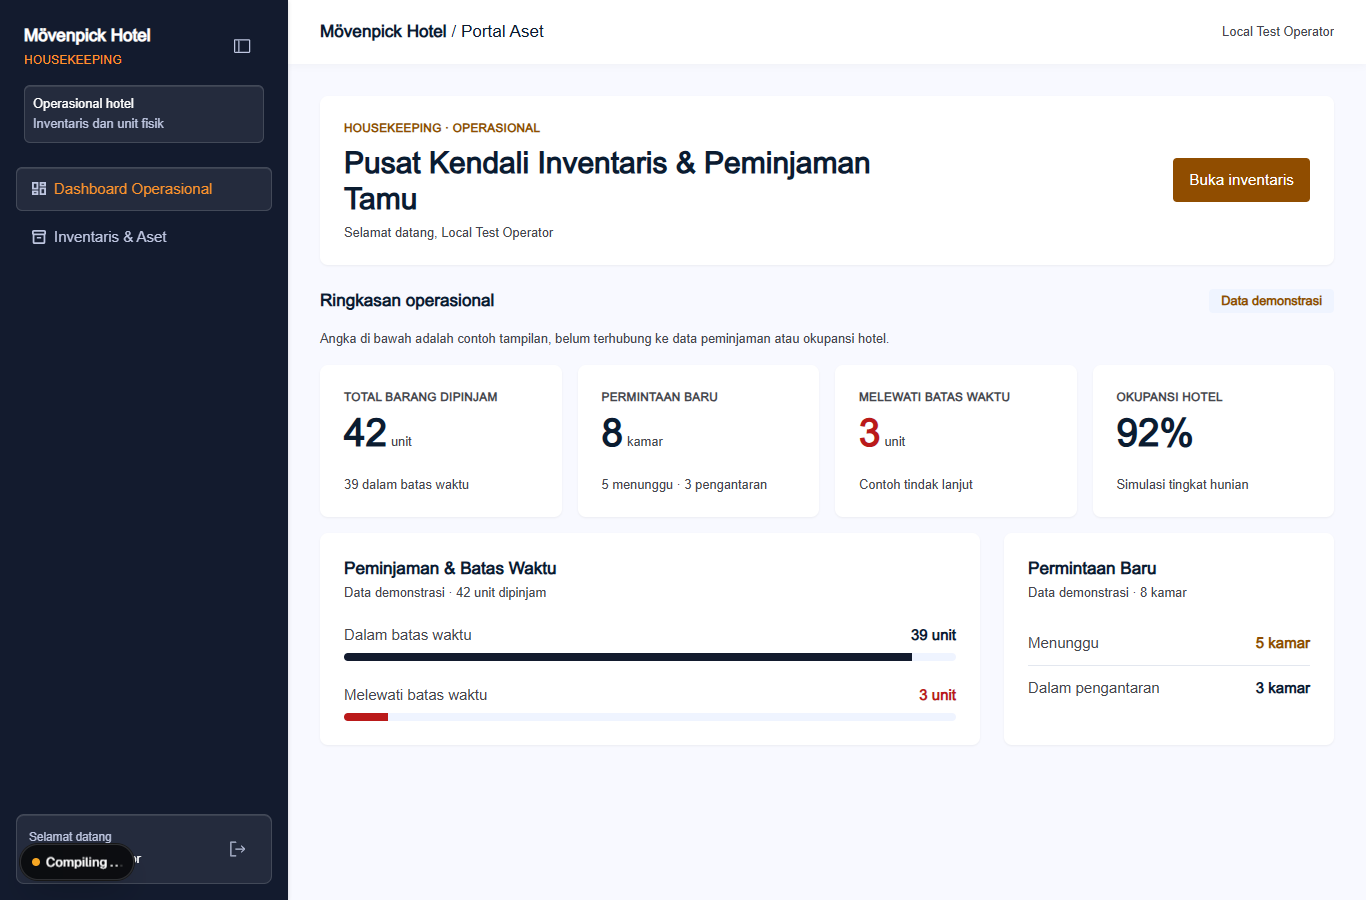 Mövenpick Hotel
HOUSEKEEPING
Operasional hotel
Inventaris dan unit fisik
Dashboard Operasional
Inventaris & Aset
Selamat datang
or
Compiling ...
Mövenpick Hotel / Portal Aset
Local Test Operator
HOUSEKEEPING · OPERASIONAL
Pusat Kendali Inventaris & Peminjaman
Tamu
Selamat datang, Local Test Operator
Buka inventaris
Ringkasan operasional
Data demonstrasi
Angka di bawah adalah contoh tampilan, belum terhubung ke data peminjaman atau okupansi hotel.
TOTAL BARANG DIPINJAM
42 unit
39 dalam batas waktu
PERMINTAAN BARU
8 kamar
5 menunggu · 3 pengantaran
MELEWATI BATAS WAKTU
3 unit
Contoh tindak lanjut
OKUPANSI HOTEL
92%
Simulasi tingkat hunian
Peminjaman & Batas Waktu
Data demonstrasi · 42 unit dipinjam
Dalam batas waktu 39 unit
Melewati batas waktu 3 unit
Permintaan Baru
Data demonstrasi · 8 kamar
Menunggu 5 kamar
Dalam pengantaran 3 kamar